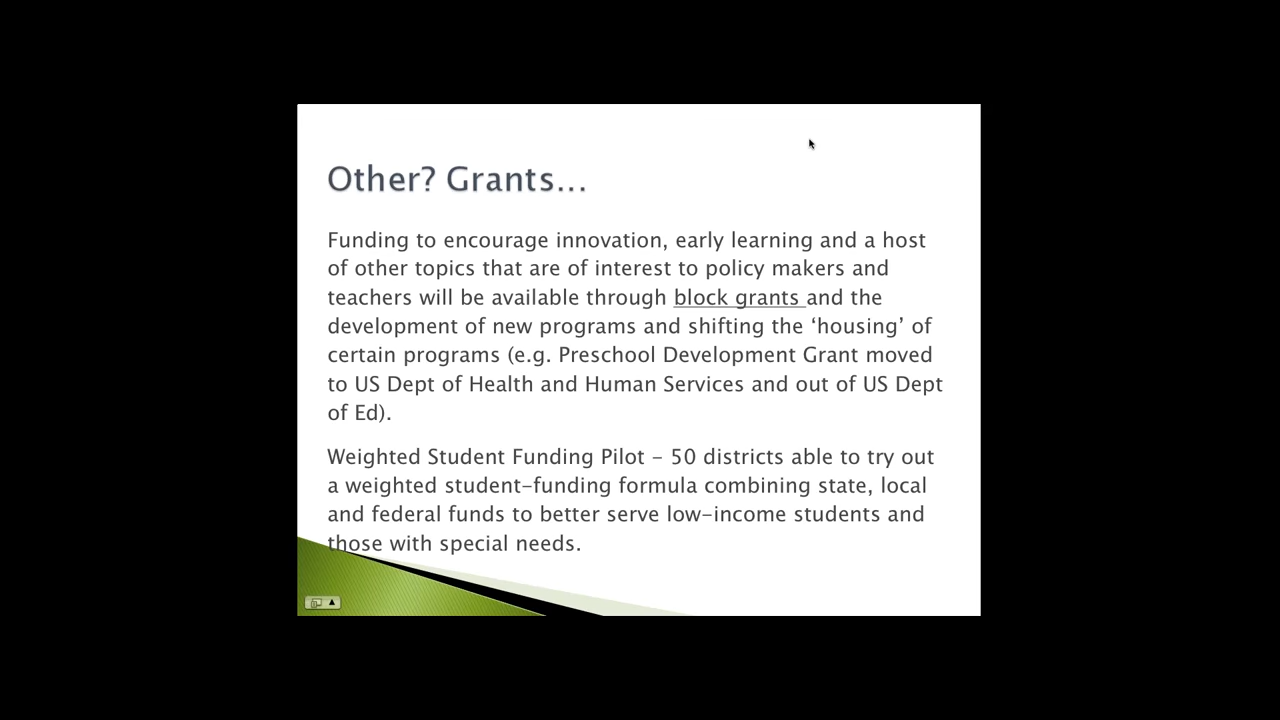 Other? Grants...
Funding to encourage innovation, early learning and a host
of other topics that are of interest to policy makers and
teachers will be available through block grants and the
development of new programs and shifting the ‘housing’ of
certain programs (e.g. Preschool Development Grant moved
to US Dept of Health and Human Services and out of US Dept
of Ed).
Weighted Student Funding Pilot – 50 districts able to try out
a weighted student-funding formula combining state, local
and federal funds to better serve low-income students and
those with special needs.